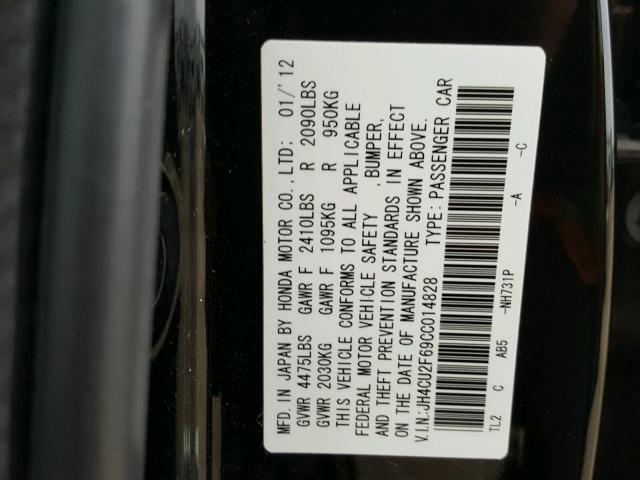 MFD. IN JAPAN BY HONDA MOTOR CO., LTD: 01/'12
GVWR 4475LBS GAWR F 2410LBS R 2090LBS
GVWR 2030KG GAWR F 1095KG R 950KG
THIS VEHICLE CONFORMS TO ALL APPLICABLE
FEDERAL MOTOR VEHICLE SAFETY , BUMPER,
AND THEFT PREVENTION STANDARDS IN EFFECT
ON THE DATE OF MANUFACTURE SHOWN ABOVE.
V.I.N.:JH4CU2F69CC014828 TYPE: PASSENGER CAR
TL2 C AB5 -NH731P -A -C